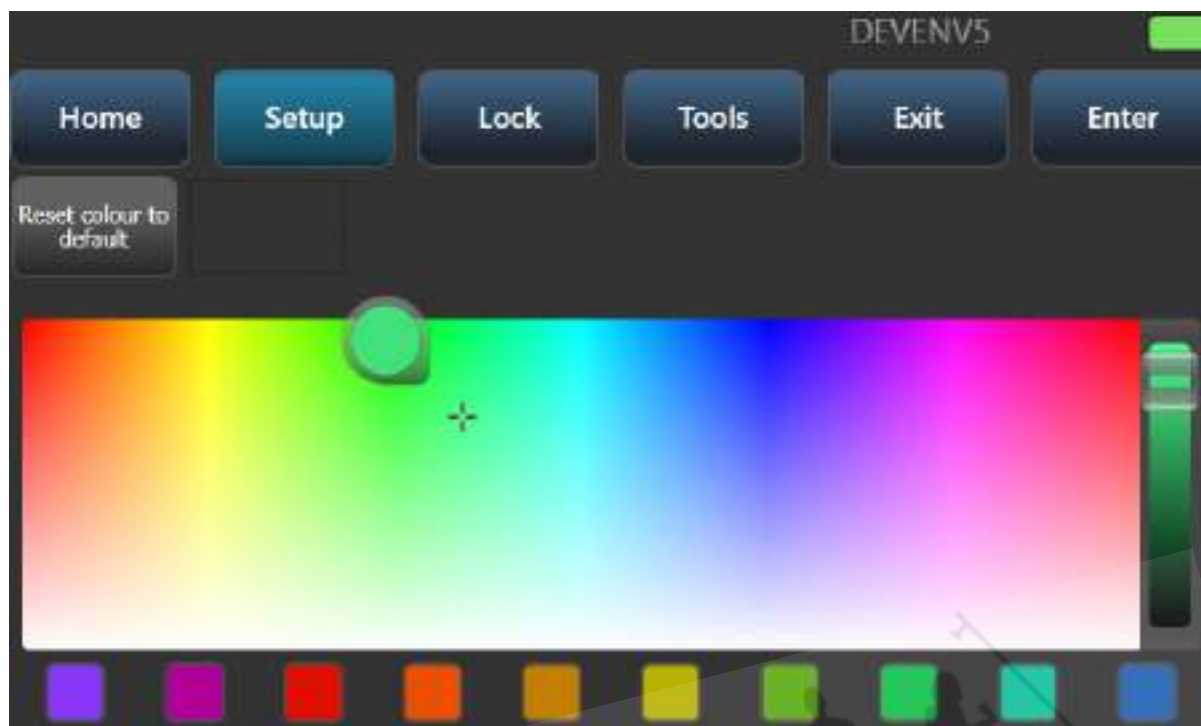 DEVENV5
Home
Setup
Lock
Tools
Exit
Enter
Reset colour to
default